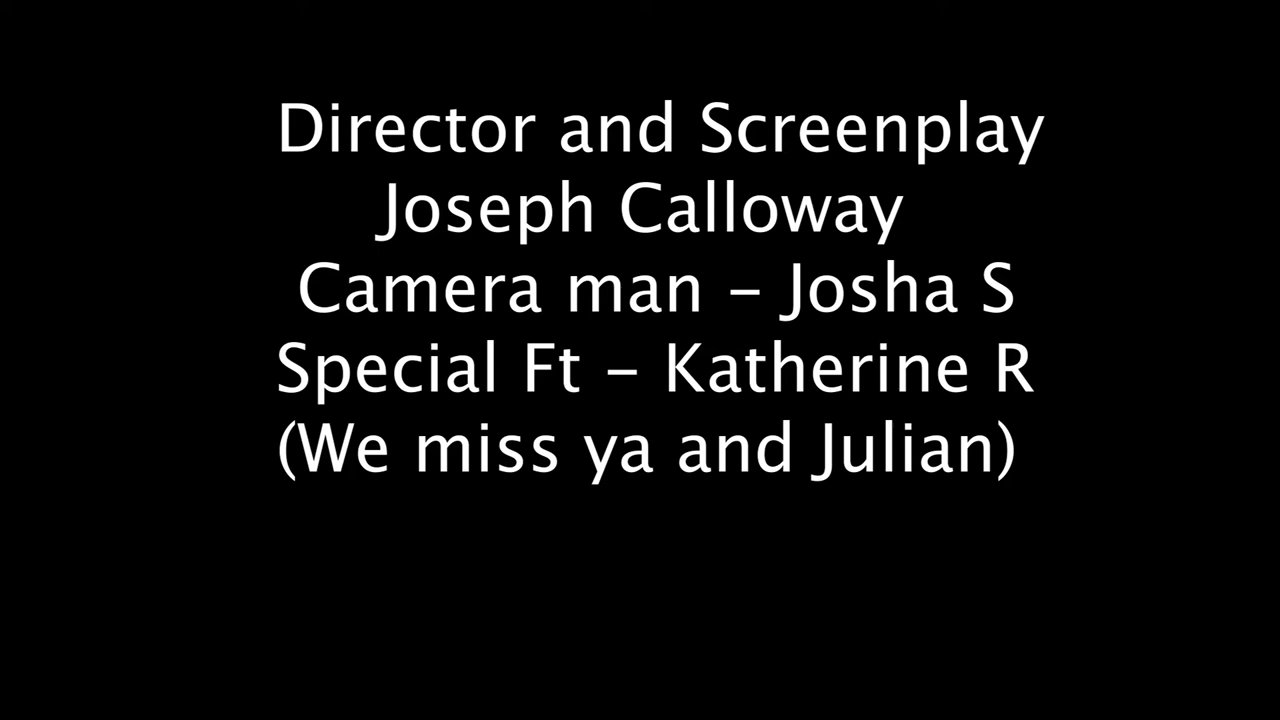 Director and Screenplay
Joseph Calloway
Camera man - Josha S
Special Ft - Katherine R
(We miss ya and Julian)